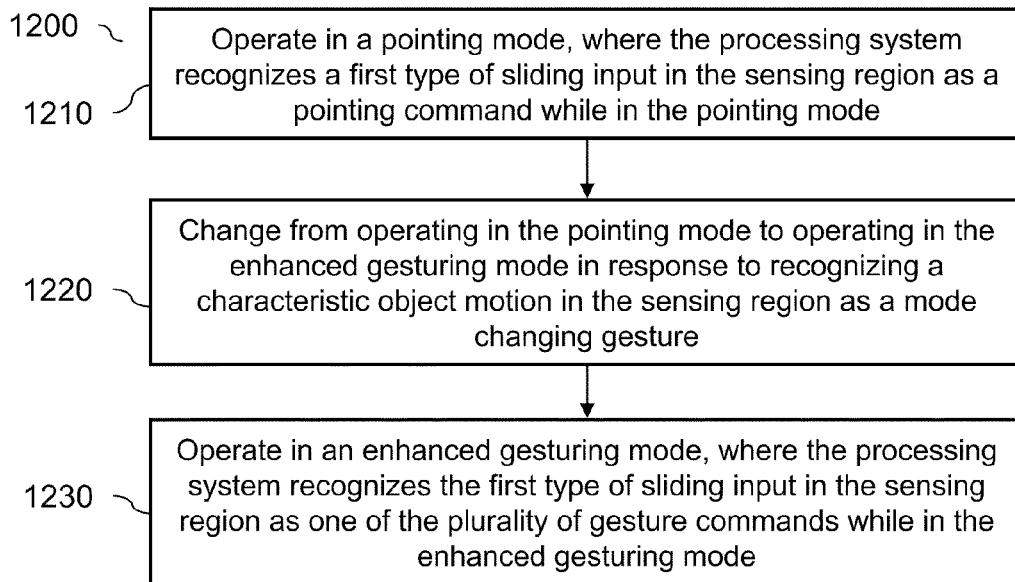 1200
Operate in a pointing mode, where the processing system
recognizes a first type of sliding input in the sensing region as a
1210
pointing command while in the pointing mode
Change from operating in the pointing mode to operating in the
enhanced gesturing mode in response to recognizing a
1220
characteristic object motion in the sensing region as a mode
changing gesture
Operate in an enhanced gesturing mode, where the processing
1230
system recognizes the first type of sliding input in the sensing
region as one of the plurality of gesture commands while in the
enhanced gesturing mode